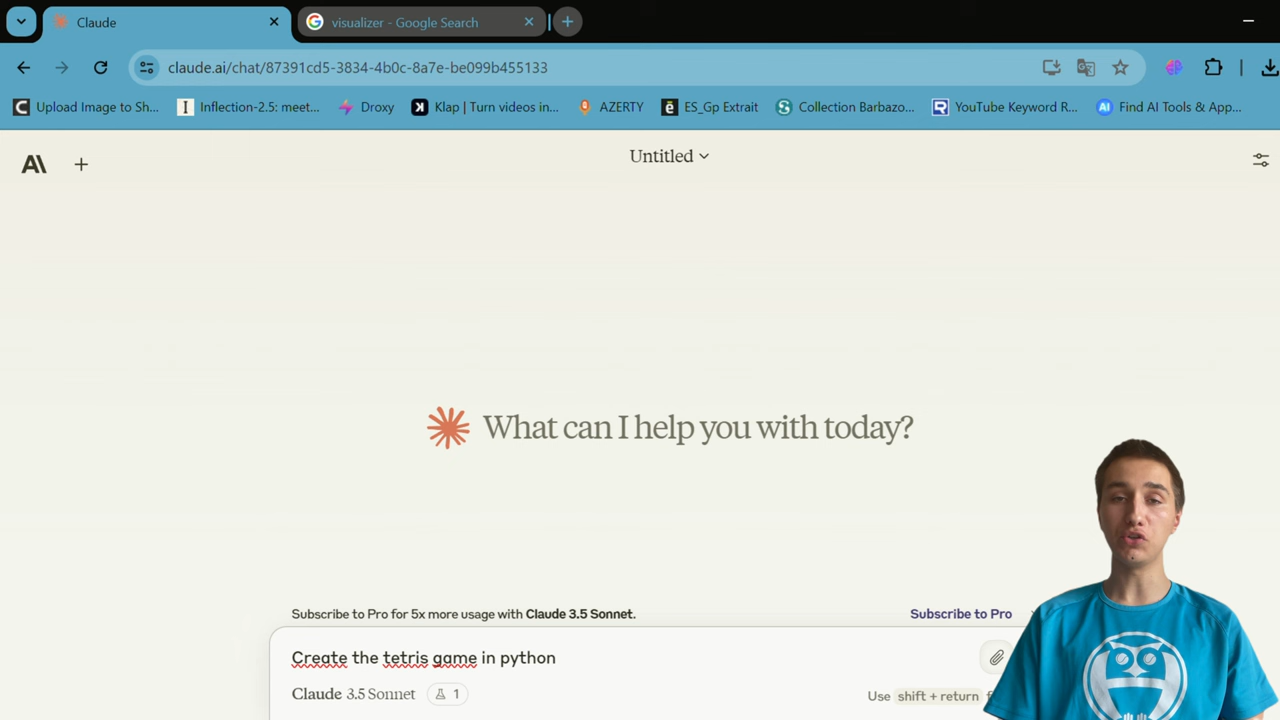 Claude
visualizer - Google Search
claude.ai/chat/87391cd5-3834-4b0c-8a7e-be099b455133
Upload Image to Sh...
Inflection-2.5: meet...
Droxy
Klap | Turn videos in...
AZERTY
ES_Gp Extrait
Collection Barbazo...
YouTube Keyword R...
Find AI Tools & App...
Untitled
What can I help you with today?
Subscribe to Pro for 5x more usage with Claude 3.5 Sonnet.
Subscribe to Pro
Create the tetris game in python
Claude 3.5 Sonnet
1
Use shift + return